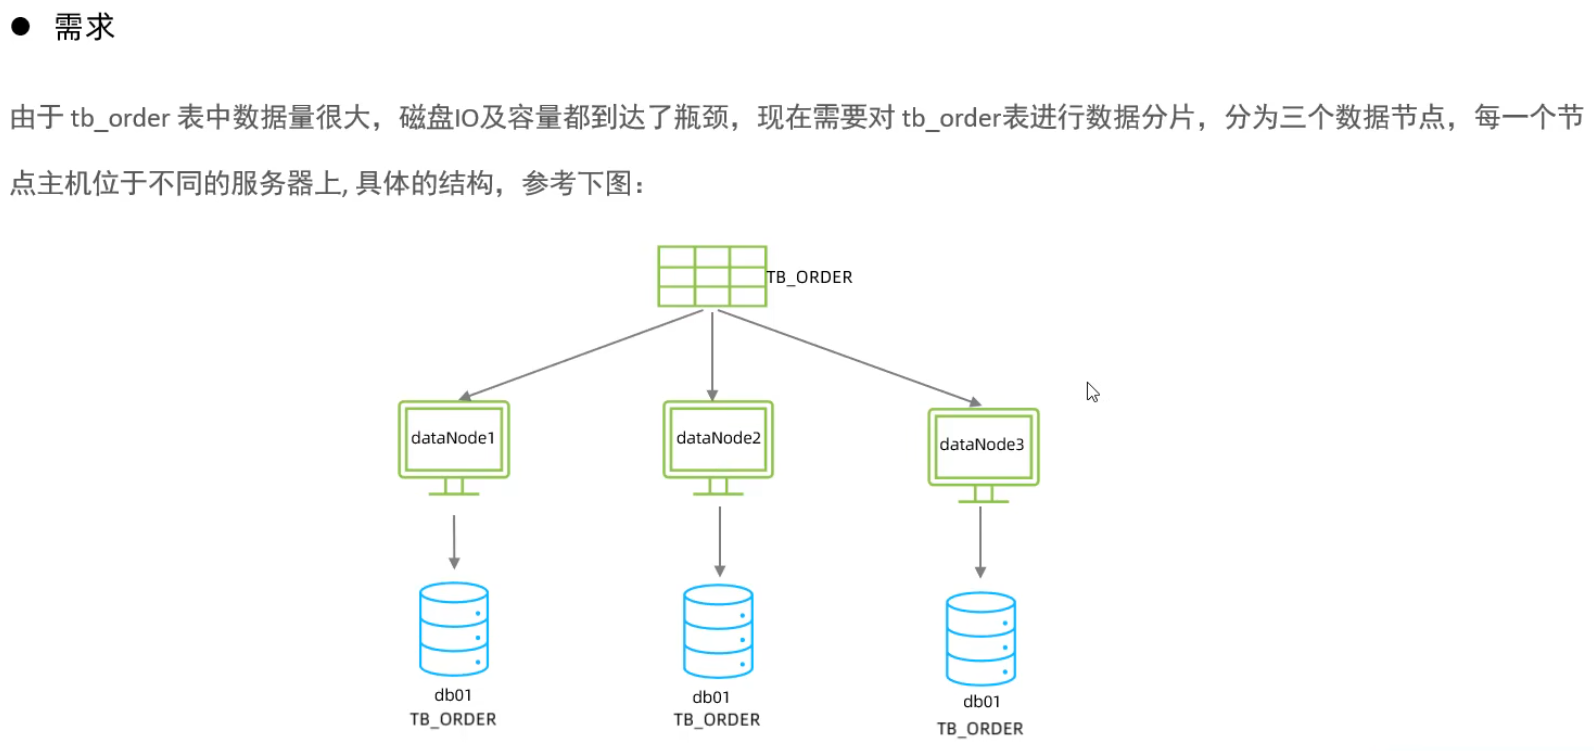 ● 需求
由于 tb_order 表中数据量很大，磁盘IO及容量都到达了瓶颈，现在需要对 tb_order表进行数据分片，分为三个数据节点，每一个节
点主机位于不同的服务器上, 具体的结构，参考下图：
TB_ORDER
dataNode1
dataNode2
dataNode3
db01
TB_ORDER
db01
TB_ORDER
db01
TB_ORDER